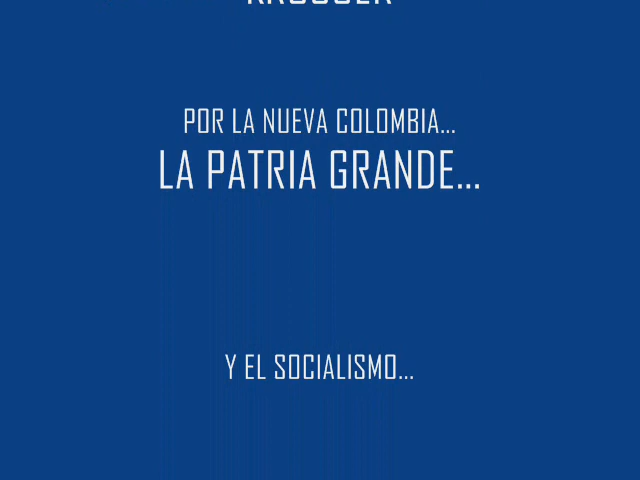 POR LA NUEVA COLOMBIA...
LA PATRIA GRANDE...
Y EL SOCIALISMO...